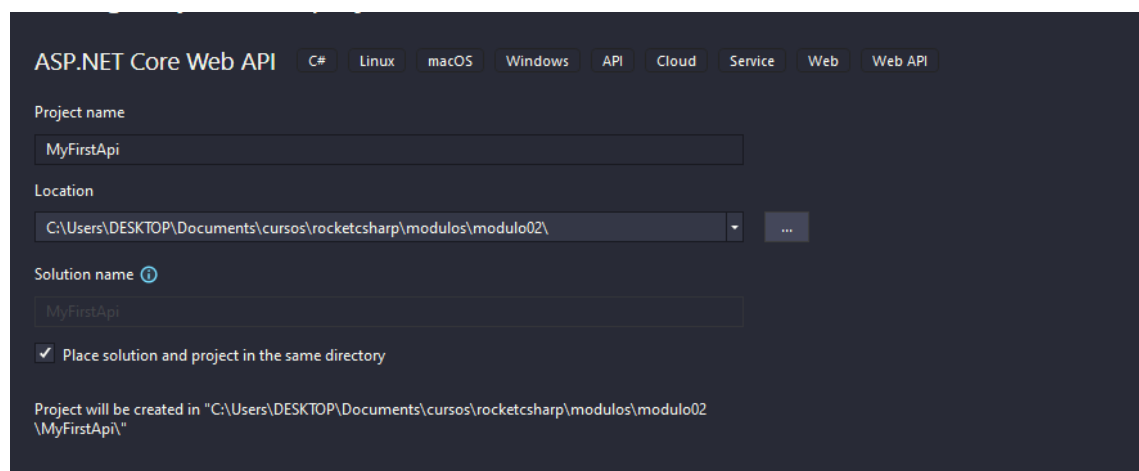 ASP.NET Core Web API C# Linux macOS Windows API Cloud Service Web Web API
Project name
MyFirstApi
Location
C:\Users\DESKTOP\Documents\cursos\rocketcsharp\modulos\modulo02\
...
Solution name
MyFirstApi
Place solution and project in the same directory
Project will be created in "C:\Users\DESKTOP\Documents\cursos\rocketcsharp\modulos\modulo02
\MyFirstApi\"